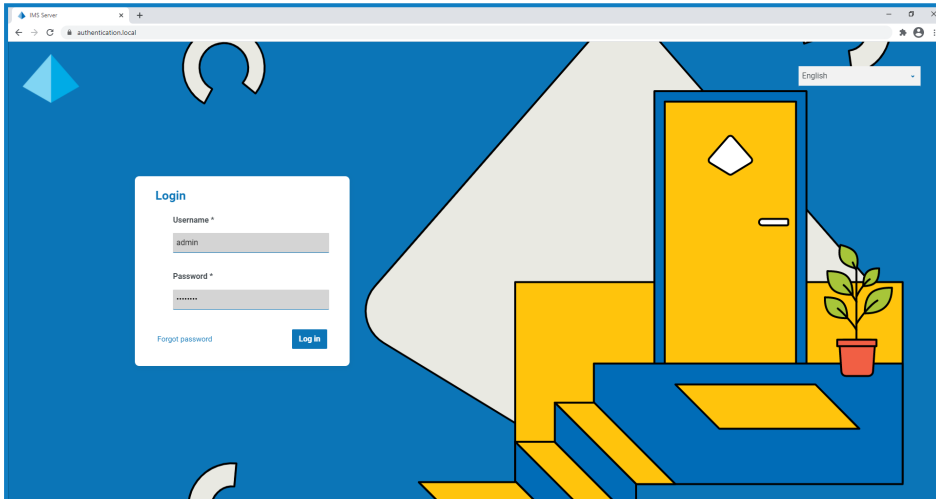 IMS Server
authentication.local
English
Login
Username *
admin
Password *
••••••••
Forgot password
Log in